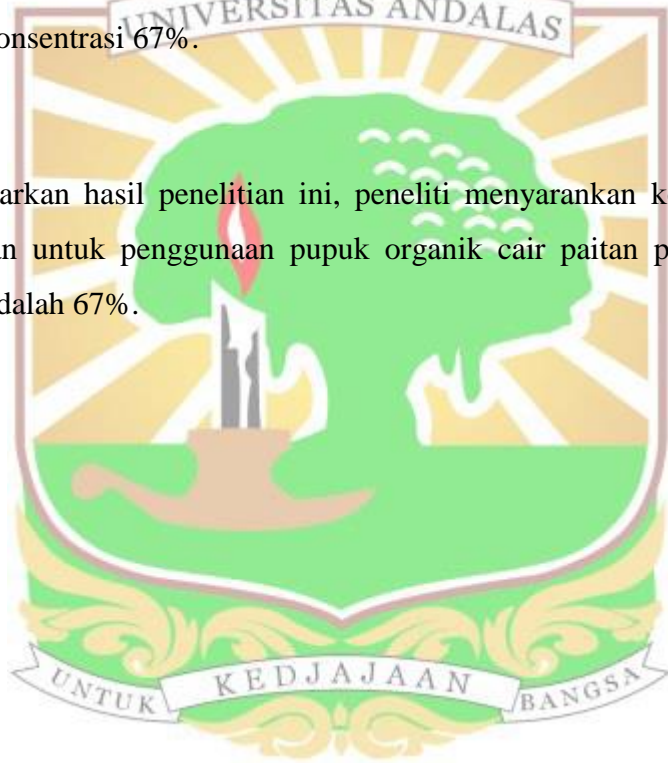 UNIVERSITAS ANDALAS
onsentrasi 67%.
arkan hasil penelitian ini, peneliti menyarankan k
an untuk penggunaan pupuk organik cair paitan p
dalah 67%.
UNTUK KEDJAJAAN BANGSA